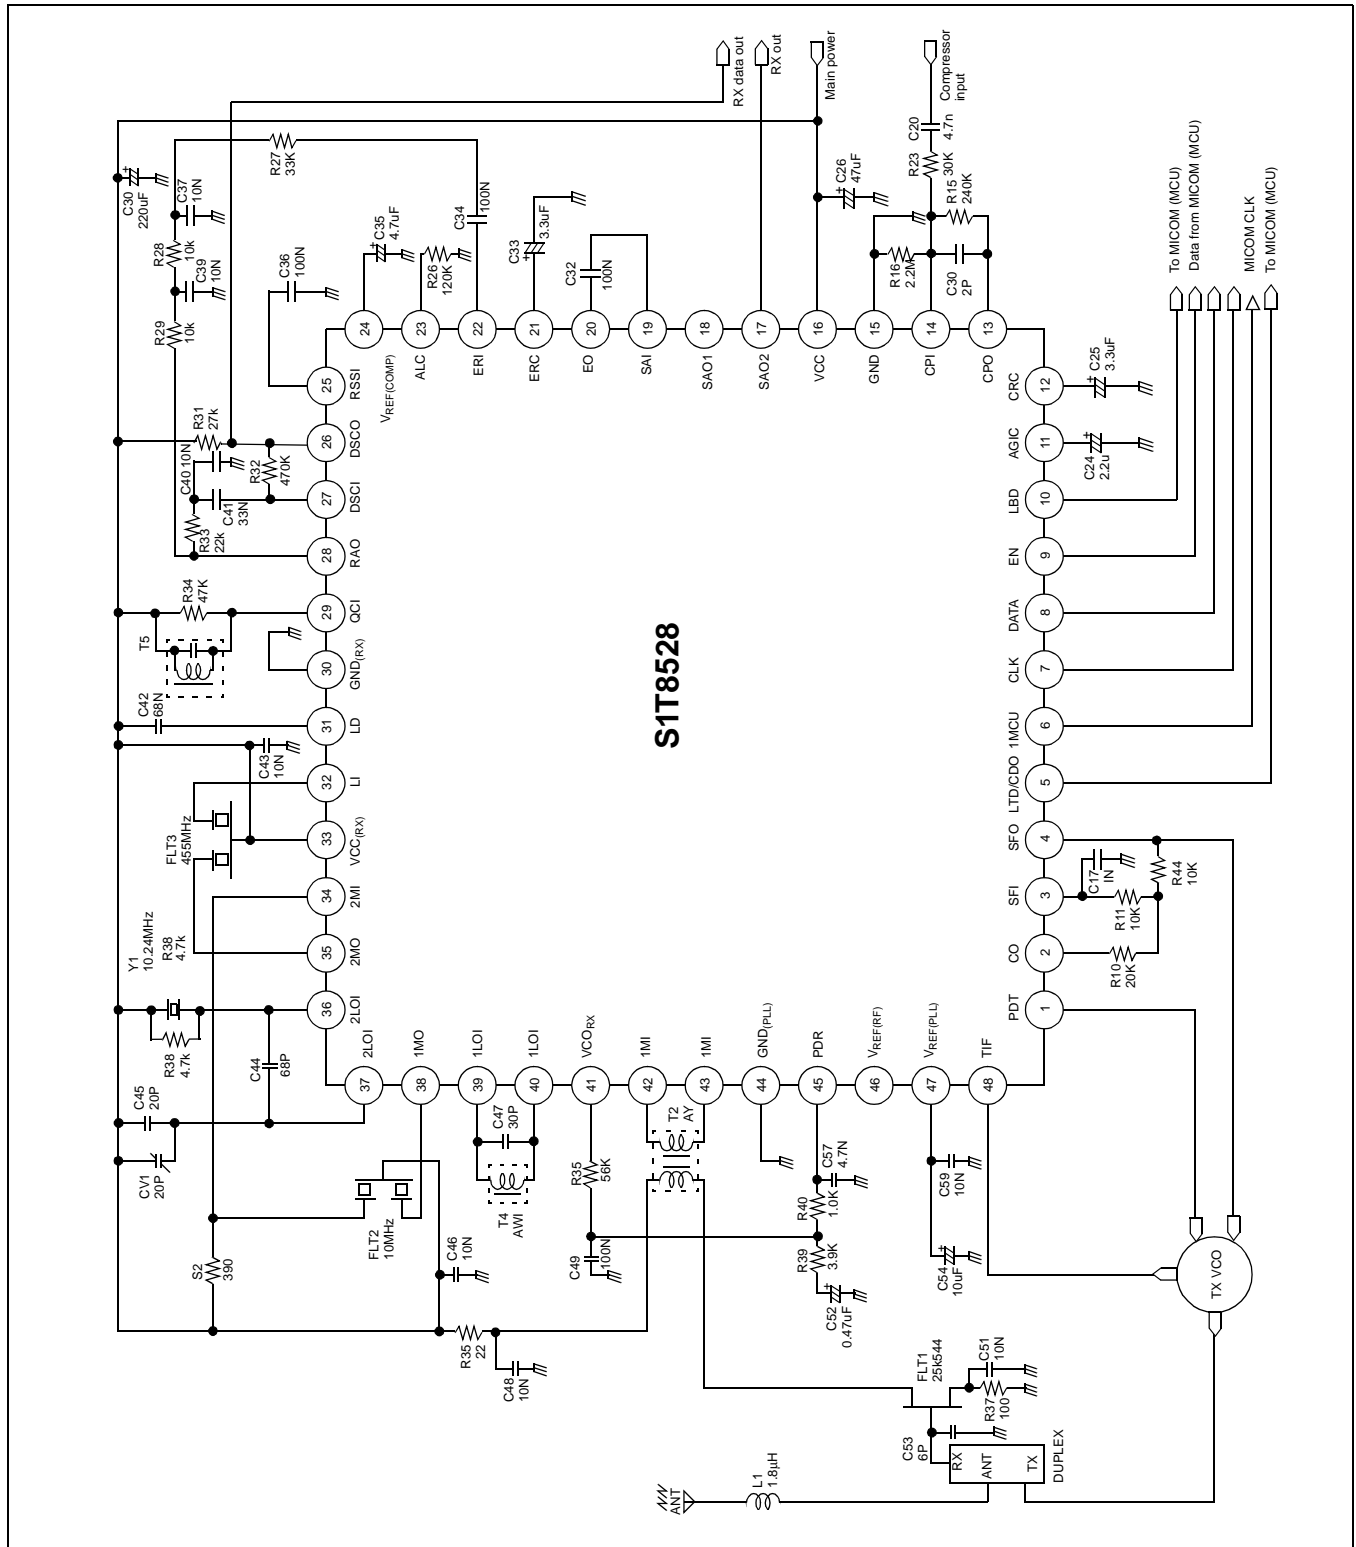 RX data out
RX out
Main power
Compressor
input
C30
220uF
C37
10N
R27
33K
R28
10k
C39
10N
R29
10k
C36
100N
C35
4.7uF
R26
120K
C34
100N
C33
3.3uF
C32
100N
C26
47uF
C20
4.7n
R23
30K
R15
240K
R16
2.2M
C30
2P
To MICOM (MCU)
Data from MICOM (MCU)
MICOM CLK
To MICOM (MCU)
24
23
22
21
20
19
18
17
16
15
14
13
VREF(COMP)
ALC
ERI
ERC
EO
SAI
SAO1
SAO2
VCC
GND
CPI
CPO
25
RSSI
26
DSCO
27
DSCI
28
RAO
29
QCI
30
GND(RX)
31
LD
32
LI
33
VCC(RX)
34
2MI
35
2MO
36
2LOI
R31
27k
C40 10N
R32
470K
C41
33N
R33
22k
R34
47K
T5
C42
68N
C43
10N
FLT3
455MHz
Y1
10.24MHz
R38
4.7k
R38
4.7k
C44
68P
C45
20P
CV1
20P
S2
390
S1T8528
12
CRC
11
AGIC
10
LBD
9
EN
8
DATA
7
CLK
6
1MCU
5
LTD/CDO
4
SFO
3
SFI
2
CO
1
PDT
C25
3.3uF
C24
2.2u
C17
IN
R44
10K
R11
10K
R10
20K
2LOI
1MO
1LOI
1LOI
VCORX
1MI
1MI
GND(PLL)
PDR
VREF(RF)
VREF(PLL)
TIF
37
38
39
40
41
42
43
44
45
46
47
48
C47
30P
T4
AWI
R35
56K
T2
AY
C57
4.7N
R40
1.0K
R39
3.9K
C52
0.47uF
C59
10N
C54
10uF
FLT2
10MHz
C46
10N
C49
100N
R35
22
C48
10N
TX VCO
FLT1
25k544
C51
10N
R37
100
C53
6P
RX
ANT
TX
DUPLEX
L1
1.8µH
ANT